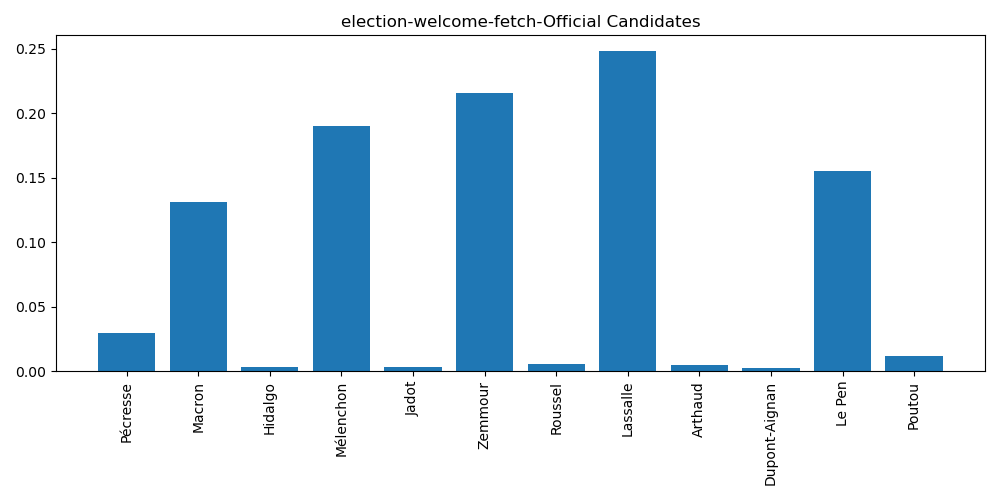 election-welcome-fetch-Official Candidates
0.25
0.20
0.15
0.10
0.05
0.00
Pécresse
Macron
Hidalgo
Mélenchon
Jadot
Zemmour
Roussel
Lassalle
Arthaud
Dupont-Aignan
Le Pen
Poutou